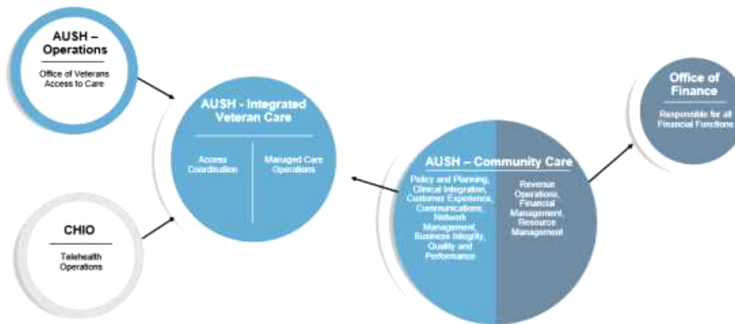 AUSH –
Operations
Office of Veterans
Access to Care
AUSH - Integrated
Veteran Care
Access
Coordination
Managed Care
Operations
CHIO
Telehealth
Operations
AUSH – Community Care
Policy and Planning,
Clinical Integration,
Customer Experience,
Communications,
Network
Management,
Business Integrity,
Quality and
Performance
Revenue
Operations,
Financial
Management,
Resource
Management
Office of
Finance
Responsible for all
Financial Functions